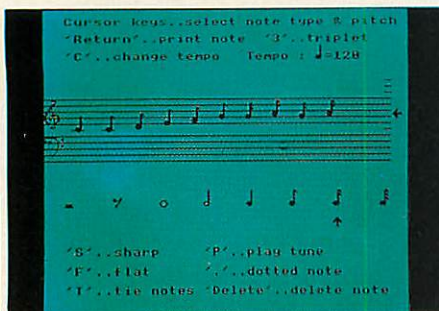 Cursor keys..select note type & pitch
'Return'..print note '3'..triplet
'C'..change tempo Tempo : ♩=120
'S'..sharp 'P'..play tune
'F'..flat '.'..dotted note
'T'..tie notes 'Delete'..delete note